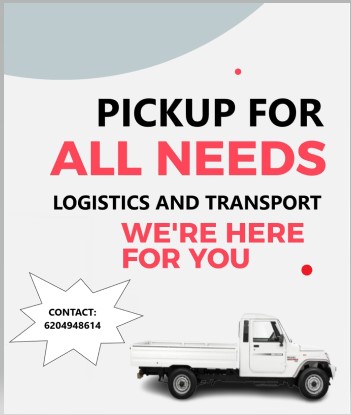 PICKUP FOR
ALL NEEDS
LOGISTICS AND TRANSPORT
WE'RE HERE
FOR YOU
CONTACT:
6204948614